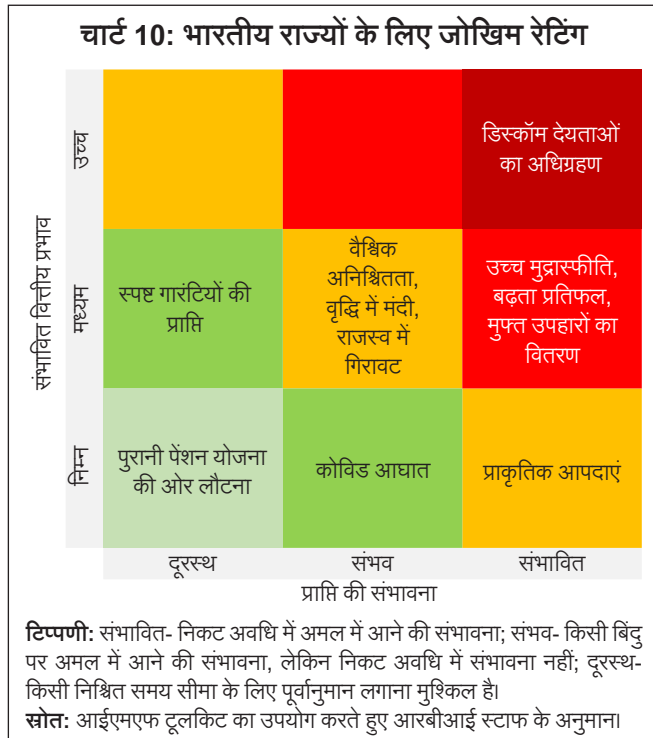 चार्ट 10: भारतीय राज्यों के लिए जोखिम रेटिंग
संभावित वित्तीय प्रभाव
उच्च
डिस्कॉम देयताओं
का अधिग्रहण
मध्यम
स्पष्ट गारंटियों की
प्राप्ति
वैश्विक
अनिश्चितता,
वृद्धि में मंदी,
राजस्व में
गिरावट
उच्च मुद्रास्फीति,
बढ़ता प्रतिफल,
मुफ्त उपहारों का
वितरण
निम्न
पुरानी पेंशन योजना
की ओर लौटना
कोविड आघात
प्राकृतिक आपदाएं
दूरस्थ
संभव
संभावित
प्राप्ति की संभावना
टिप्पणी: संभावित- निकट अवधि में अमल में आने की संभावना; संभव- किसी बिंदु
पर अमल में आने की संभावना, लेकिन निकट अवधि में संभावना नहीं; दूरस्थ-
किसी निश्चित समय सीमा के लिए पूर्वानुमान लगाना मुश्किल है।
स्रोत: आईएमएफ टूलकिट का उपयोग करते हुए आरबीआई स्टाफ के अनुमान।